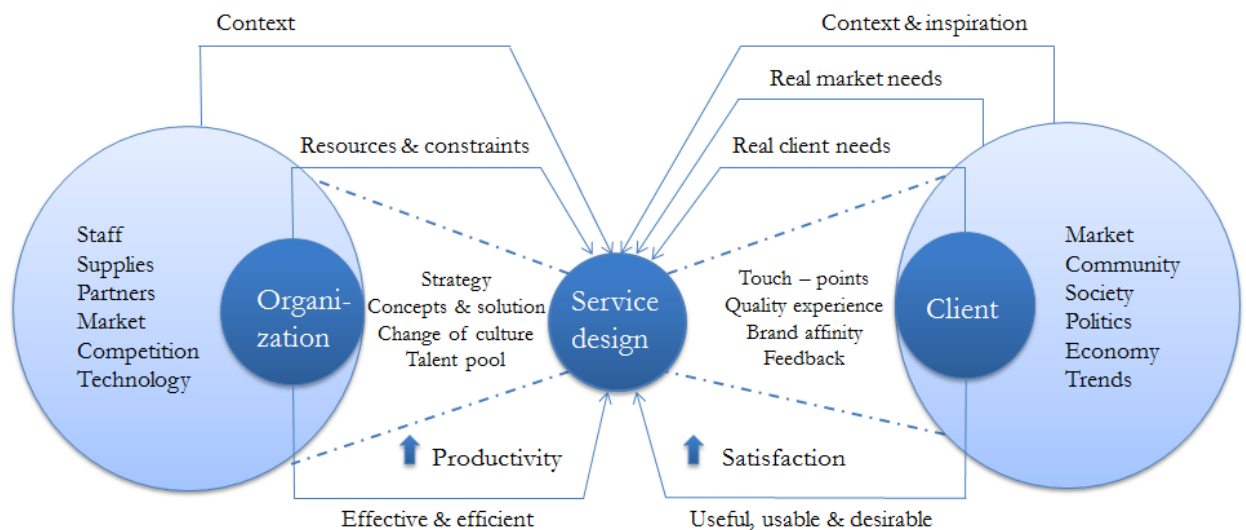 Context
Context & inspiration
Real market needs
Resources & constraints
Real client needs
Staff
Supplies
Partners
Market
Competition
Technology
Organi-
zation
Strategy
Concepts & solution
Change of culture
Talent pool
Service
design
Touch – points
Quality experience
Brand affinity
Feedback
Client
Market
Community
Society
Politics
Economy
Trends
Productivity
Satisfaction
Effective & efficient
Useful, usable & desirable